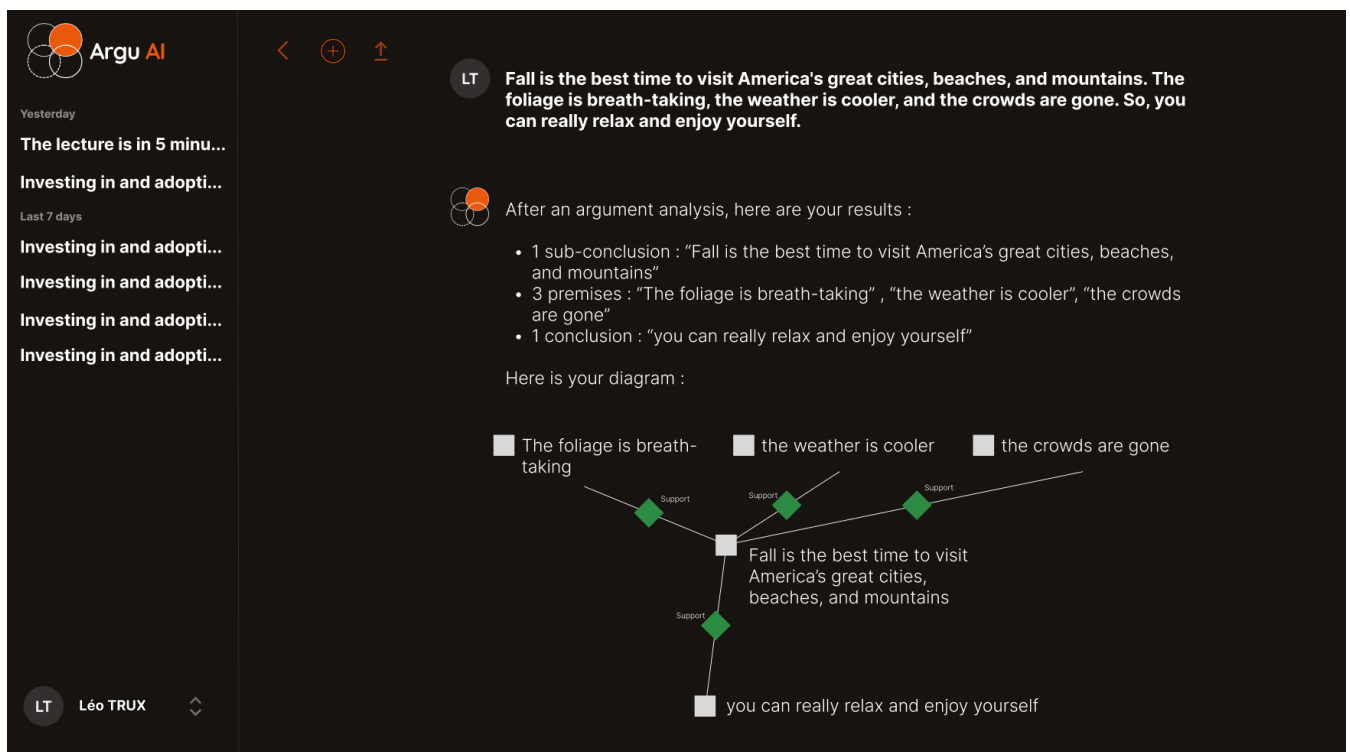 Argu AI
Yesterday
The lecture is in 5 minu...
Investing in and adopti...
Last 7 days
Investing in and adopti...
Investing in and adopti...
Investing in and adopti...
Investing in and adopti...
LT
Léo TRUX
LT
Fall is the best time to visit America's great cities, beaches, and mountains. The
foliage is breath-taking, the weather is cooler, and the crowds are gone. So, you
can really relax and enjoy yourself.
After an argument analysis, here are your results :
• 1 sub-conclusion : “Fall is the best time to visit America’s great cities, beaches,
and mountains”
• 3 premises : “The foliage is breath-taking” , “the weather is cooler”, “the crowds
are gone”
• 1 conclusion : “you can really relax and enjoy yourself”
Here is your diagram :
The foliage is breath-
taking
the weather is cooler
the crowds are gone
Support
Support
Support
Fall is the best time to visit
America’s great cities,
beaches, and mountains
Support
you can really relax and enjoy yourself